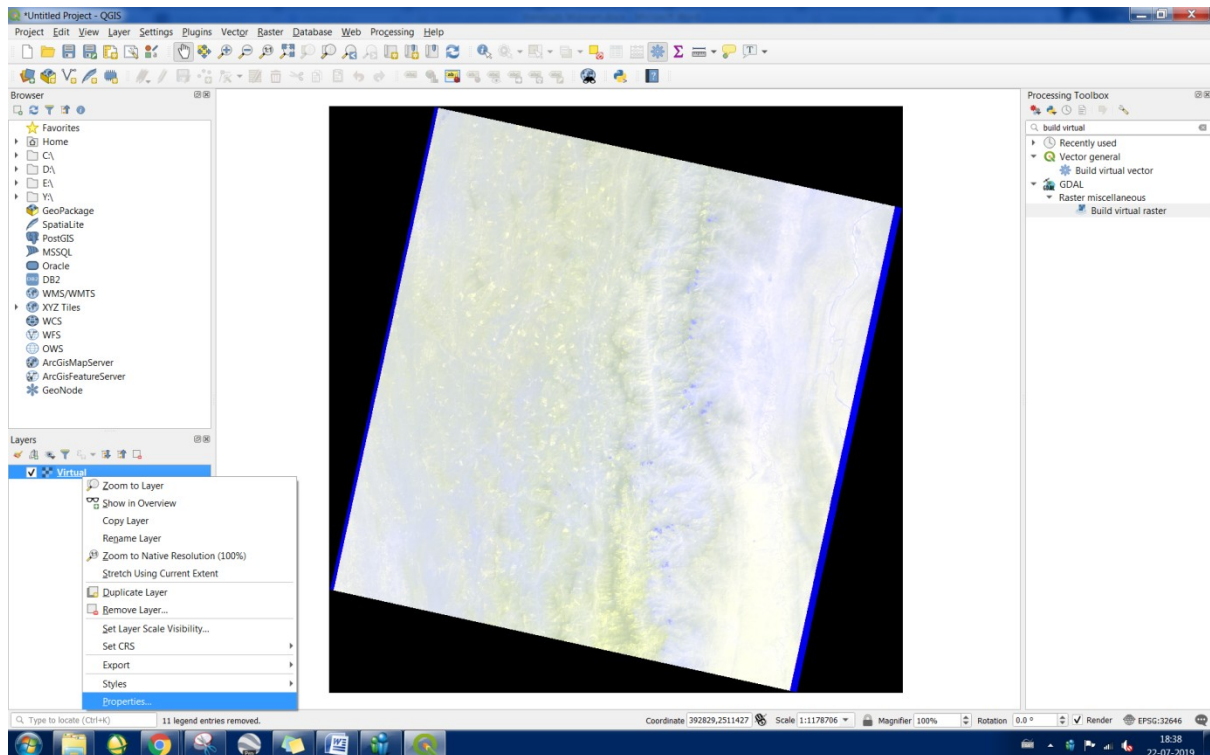 *Untitled Project - QGIS
Project Edit View Layer Settings Plugins Vector Raster Database Web Processing Help
Browser
Favorites
Home
C:\
D:\
E:\
Y:\
GeoPackage
SpatiaLite
PostGIS
MSSQL
Oracle
DB2
WMS/WMTS
XYZ Tiles
WCS
WFS
OWS
ArcGisMapServer
ArcGisFeatureServer
GeoNode
Layers
Virtual
Zoom to Layer
Show in Overview
Copy Layer
Rename Layer
Zoom to Native Resolution (100%)
Stretch Using Current Extent
Duplicate Layer
Remove Layer...
Set Layer Scale Visibility...
Set CRS
Export
Styles
Properties...
Processing Toolbox
build virtual
Recently used
Vector general
Build virtual vector
GDAL
Raster miscellaneous
Build virtual raster
Type to locate (Ctrl+K) 11 legend entries removed. Coordinate 392829,2511427 Scale 1:1178706 Magnifier 100% Rotation 0.0 ° Render EPSG:32646
18:38
22-07-2019